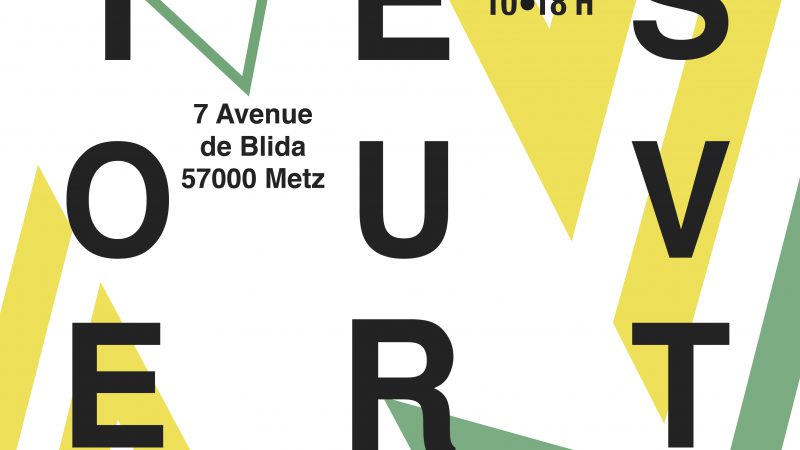 T E S
10•18 H
7 Avenue
de Blida
57000 Metz
O U V
E R T